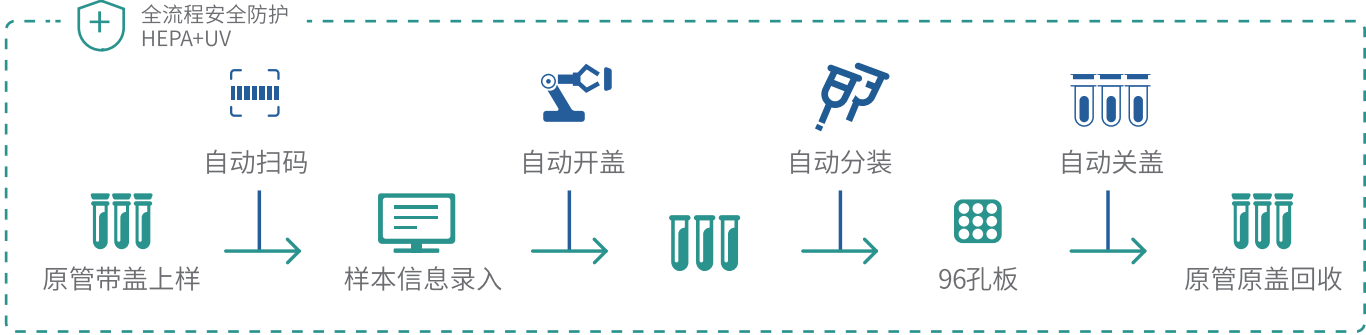 全流程安全防护
HEPA+UV
自动扫码
自动开盖
自动分装
自动关盖
原管带盖上样
样本信息录入
96孔板
原管原盖回收